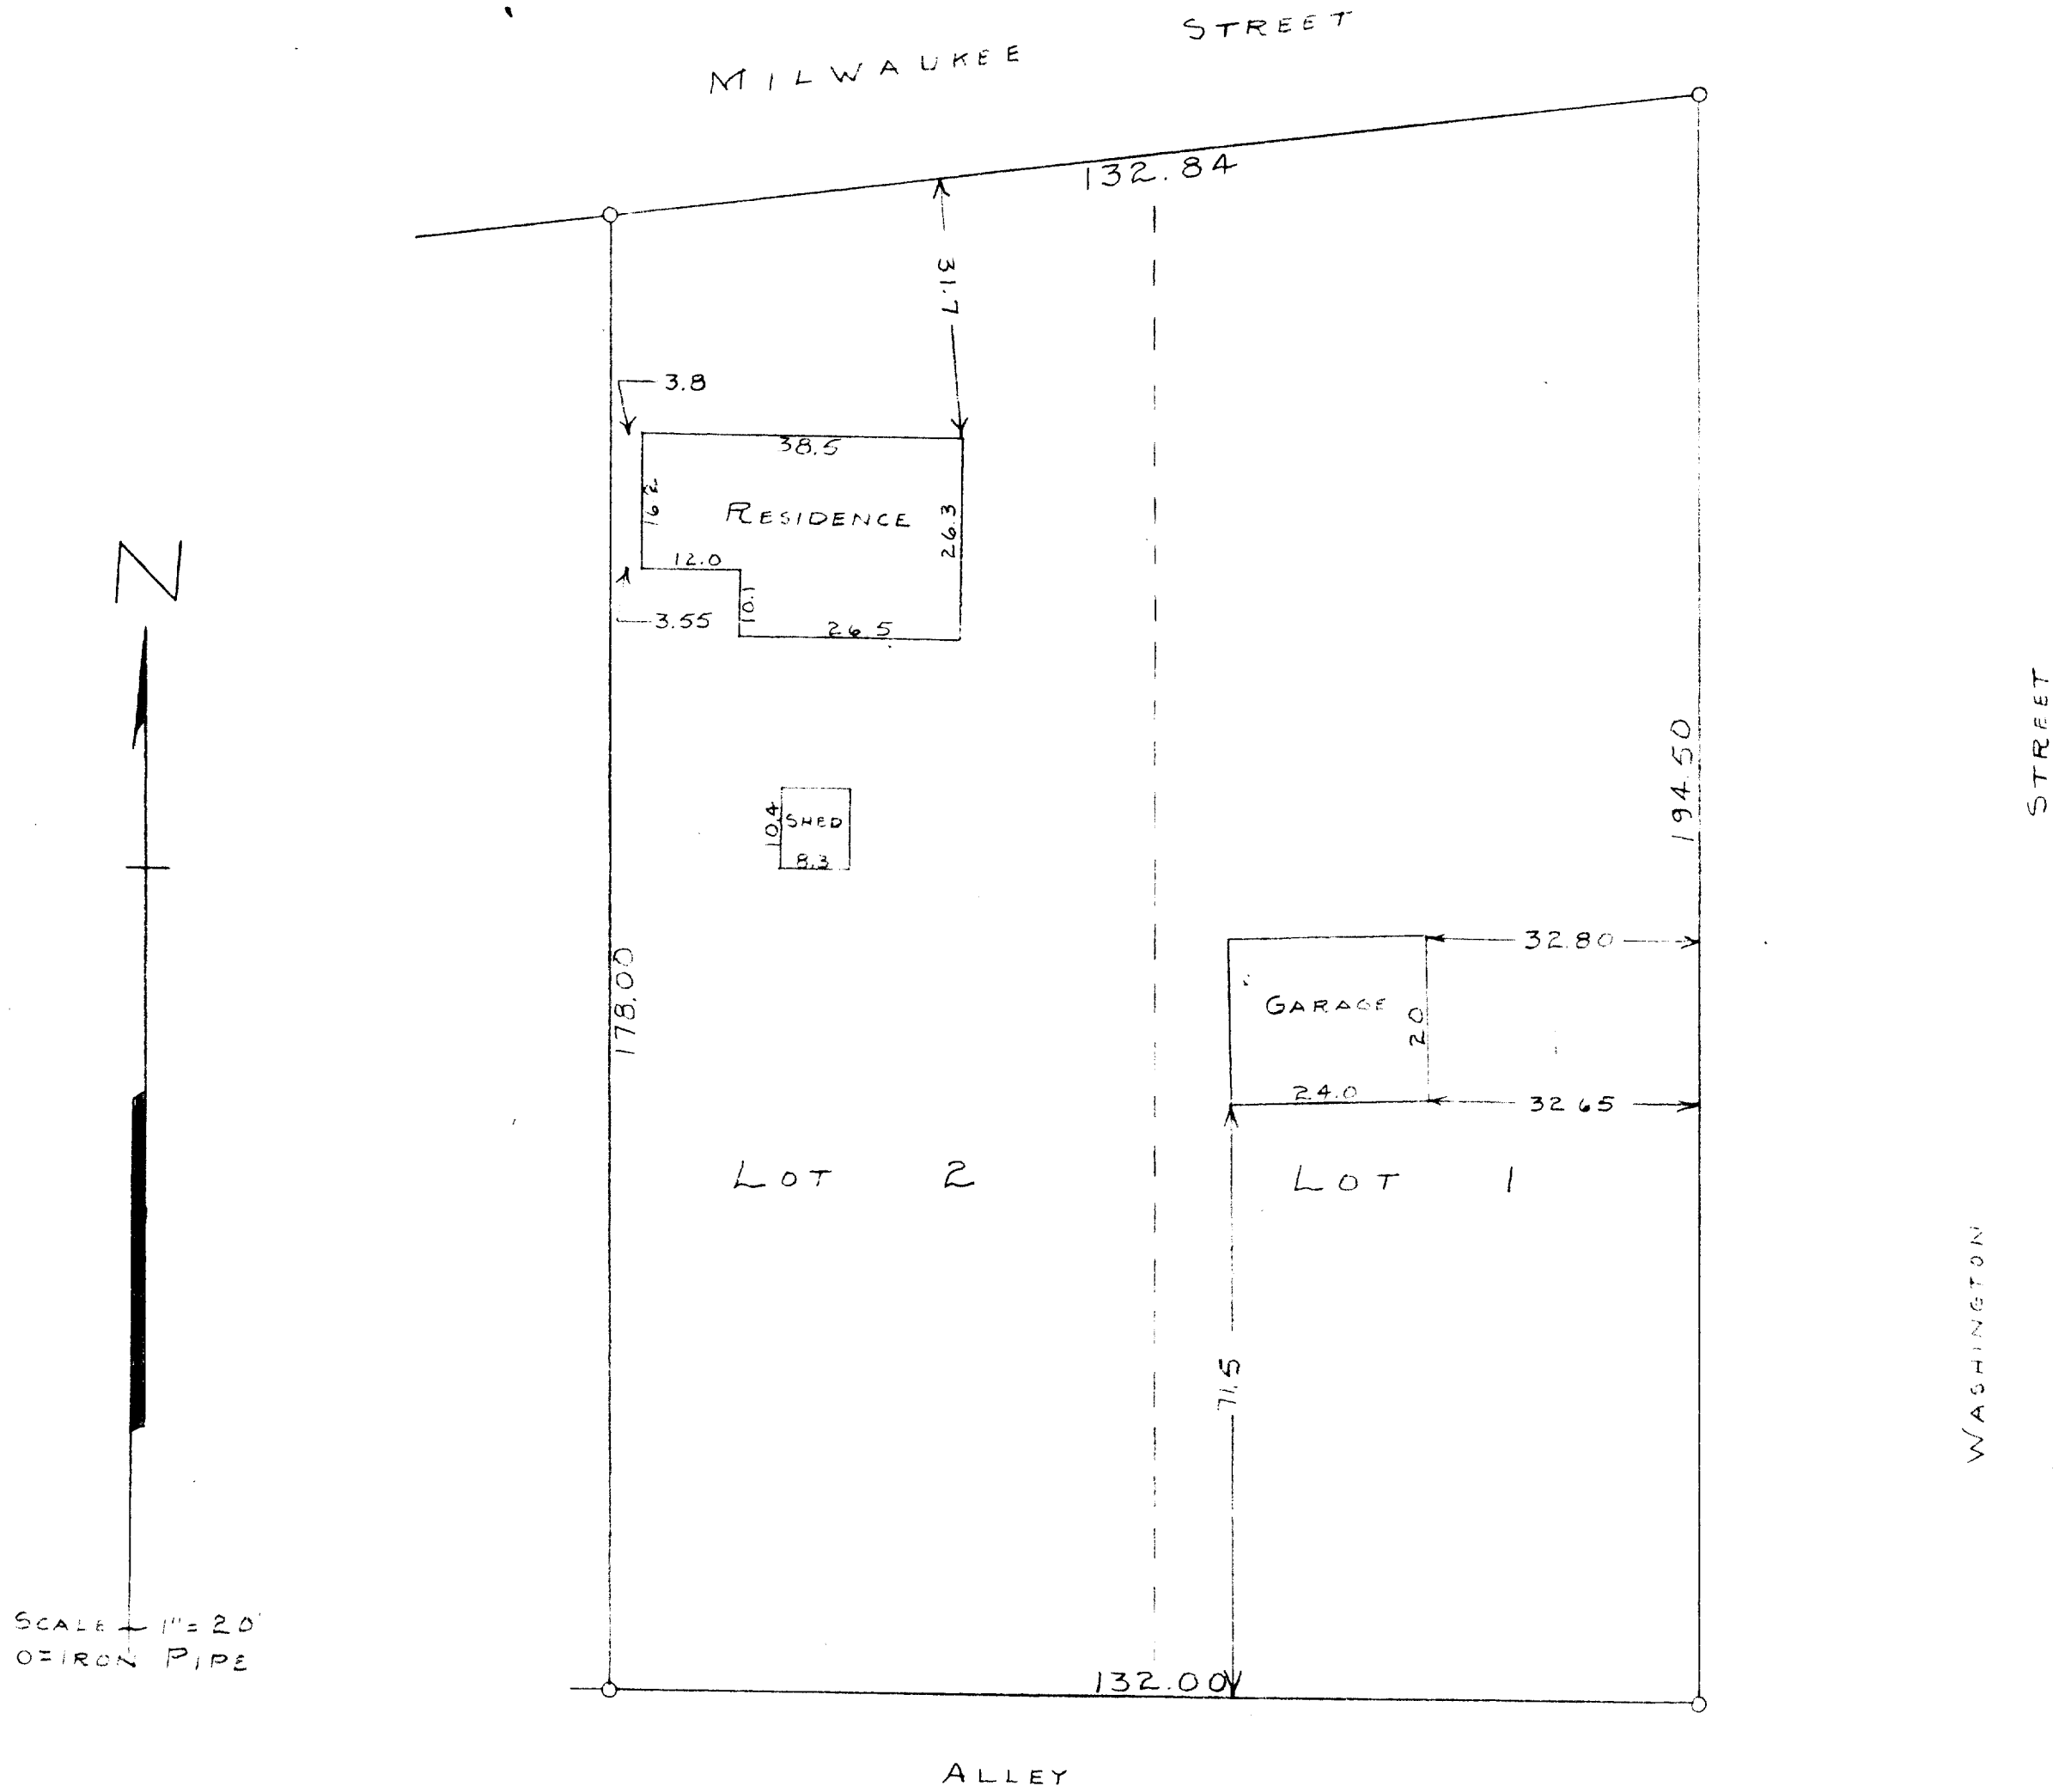 MILWAUKEE STREET
132.84
31.7
3.8
38.5
16.2
RESIDENCE
26.3
12.0
10.1
3.55
26.5
N
STREET
194.50
10.4
SHED
8.3
178.00
32.80
GARAGE
20
24.0
32.65
LOT 2
LOT 1
WASHINGTON
71.5
SCALE - 1" = 20'
O = IRON PIPE
132.00
ALLEY